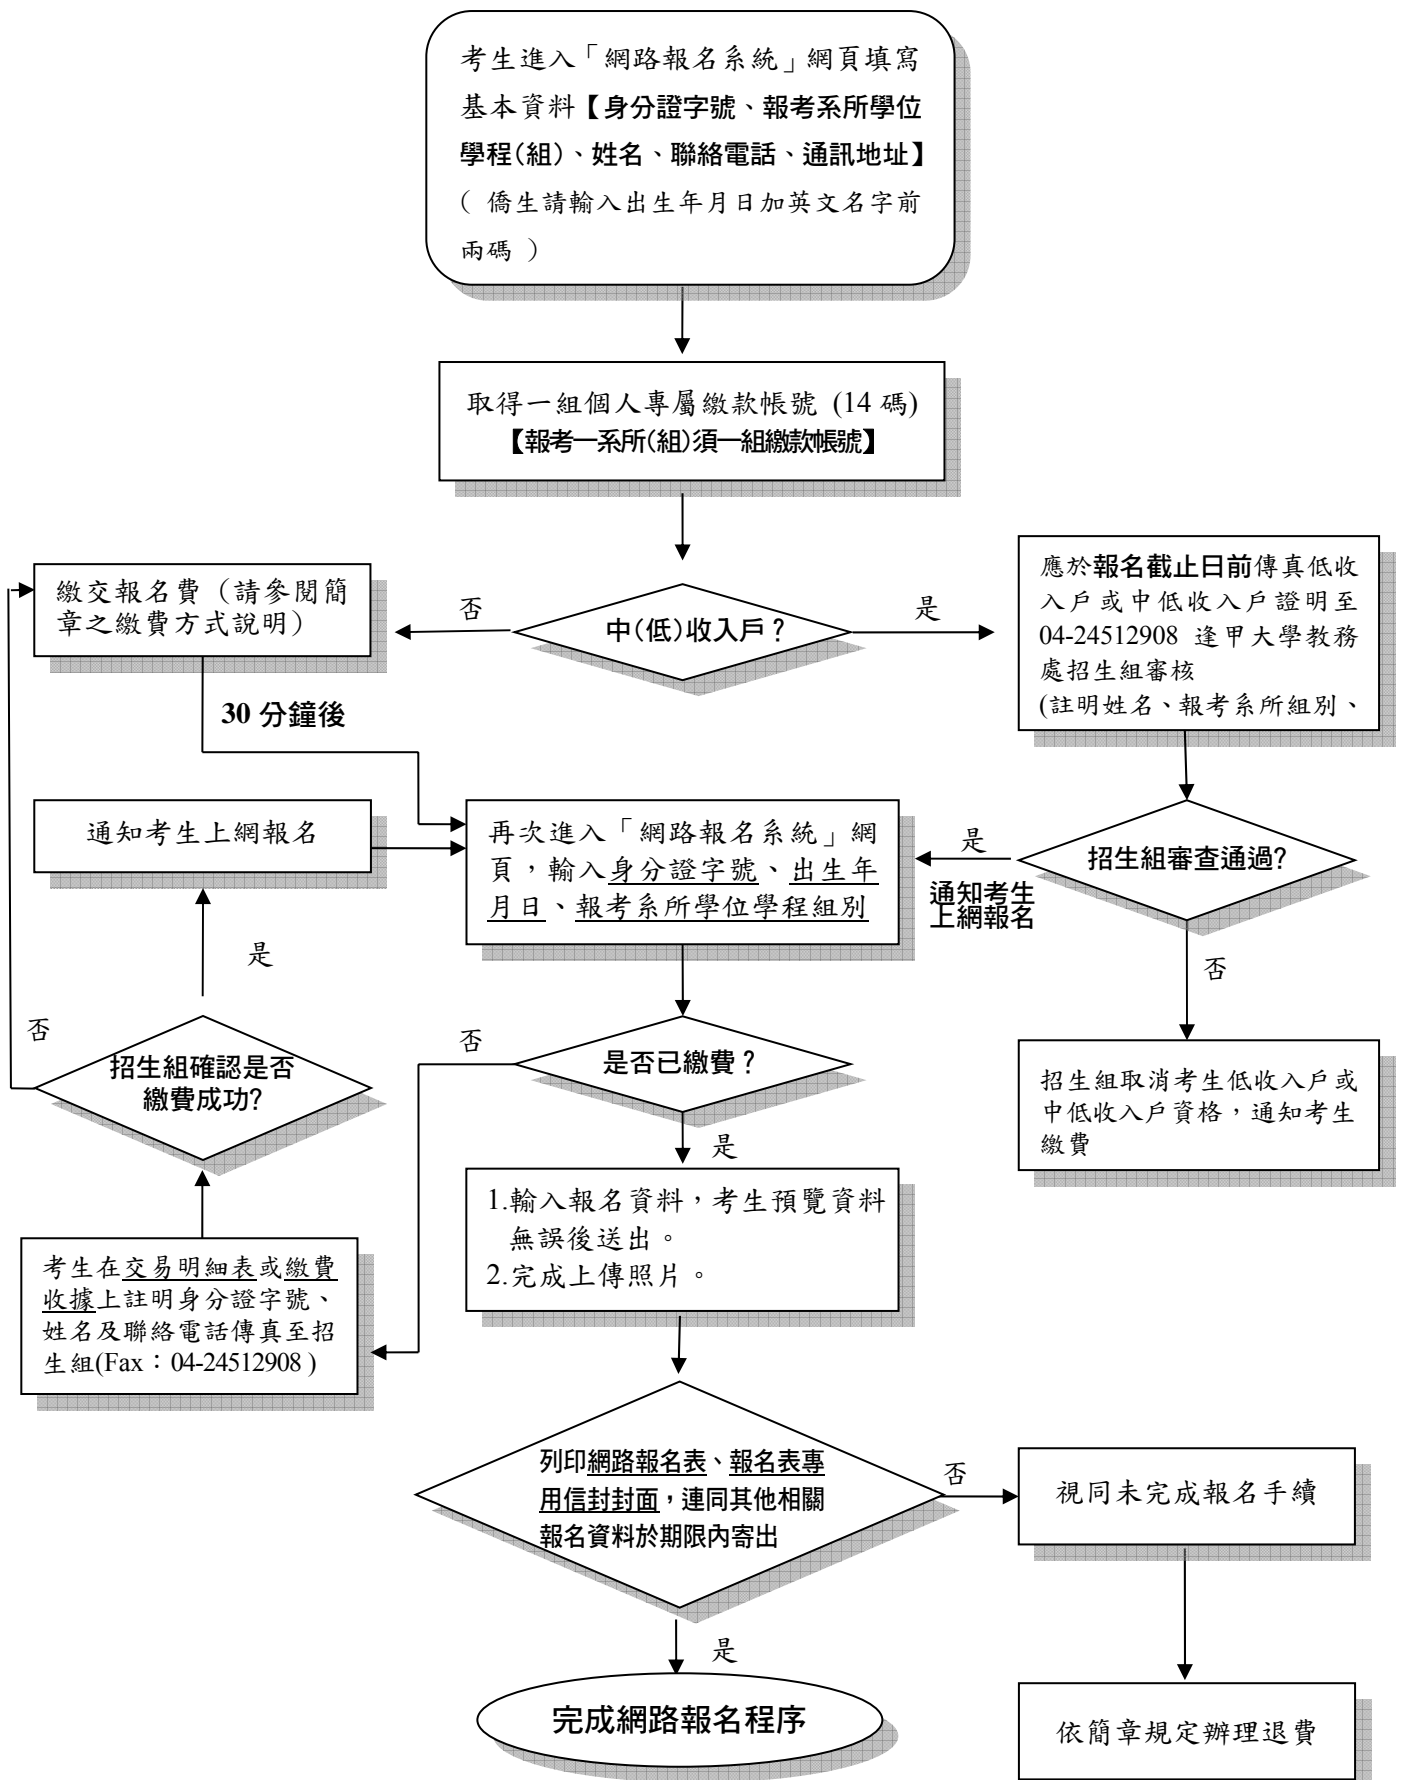 考生進入「網路報名系統」網頁填寫
基本資料【身分證字號、報考系所學位
學程(組)、姓名、聯絡電話、通訊地址】
( 僑生請輸入出生年月日加英文名字前
兩碼 )
取得一組個人專屬繳款帳號 (14 碼)
【報考一系所(組)須一組繳款帳號】
中(低)收入戶？
否
是
繳交報名費（請參閱簡
章之繳費方式說明）
30 分鐘後
應於報名截止日前傳真低收
入戶或中低收入戶證明至
04-24512908 逢甲大學教務
處招生組審核
(註明姓名、報考系所組別、
通知考生上網報名
再次進入「網路報名系統」網
頁，輸入身分證字號、出生年
月日、報考系所學位學程組別
是
通知考生
上網報名
招生組審查通過?
是
否
否
招生組確認是否
繳費成功?
否
是否已繳費？
是
招生組取消考生低收入戶或
中低收入戶資格，通知考生
繳費
1.輸入報名資料，考生預覽資料
無誤後送出。
2.完成上傳照片。
考生在交易明細表或繳費
收據上註明身分證字號、
姓名及聯絡電話傳真至招
生組(Fax：04-24512908 )
列印網路報名表、報名表專
用信封封面，連同其他相關
報名資料於期限內寄出
否
視同未完成報名手續
是
完成網路報名程序
依簡章規定辦理退費